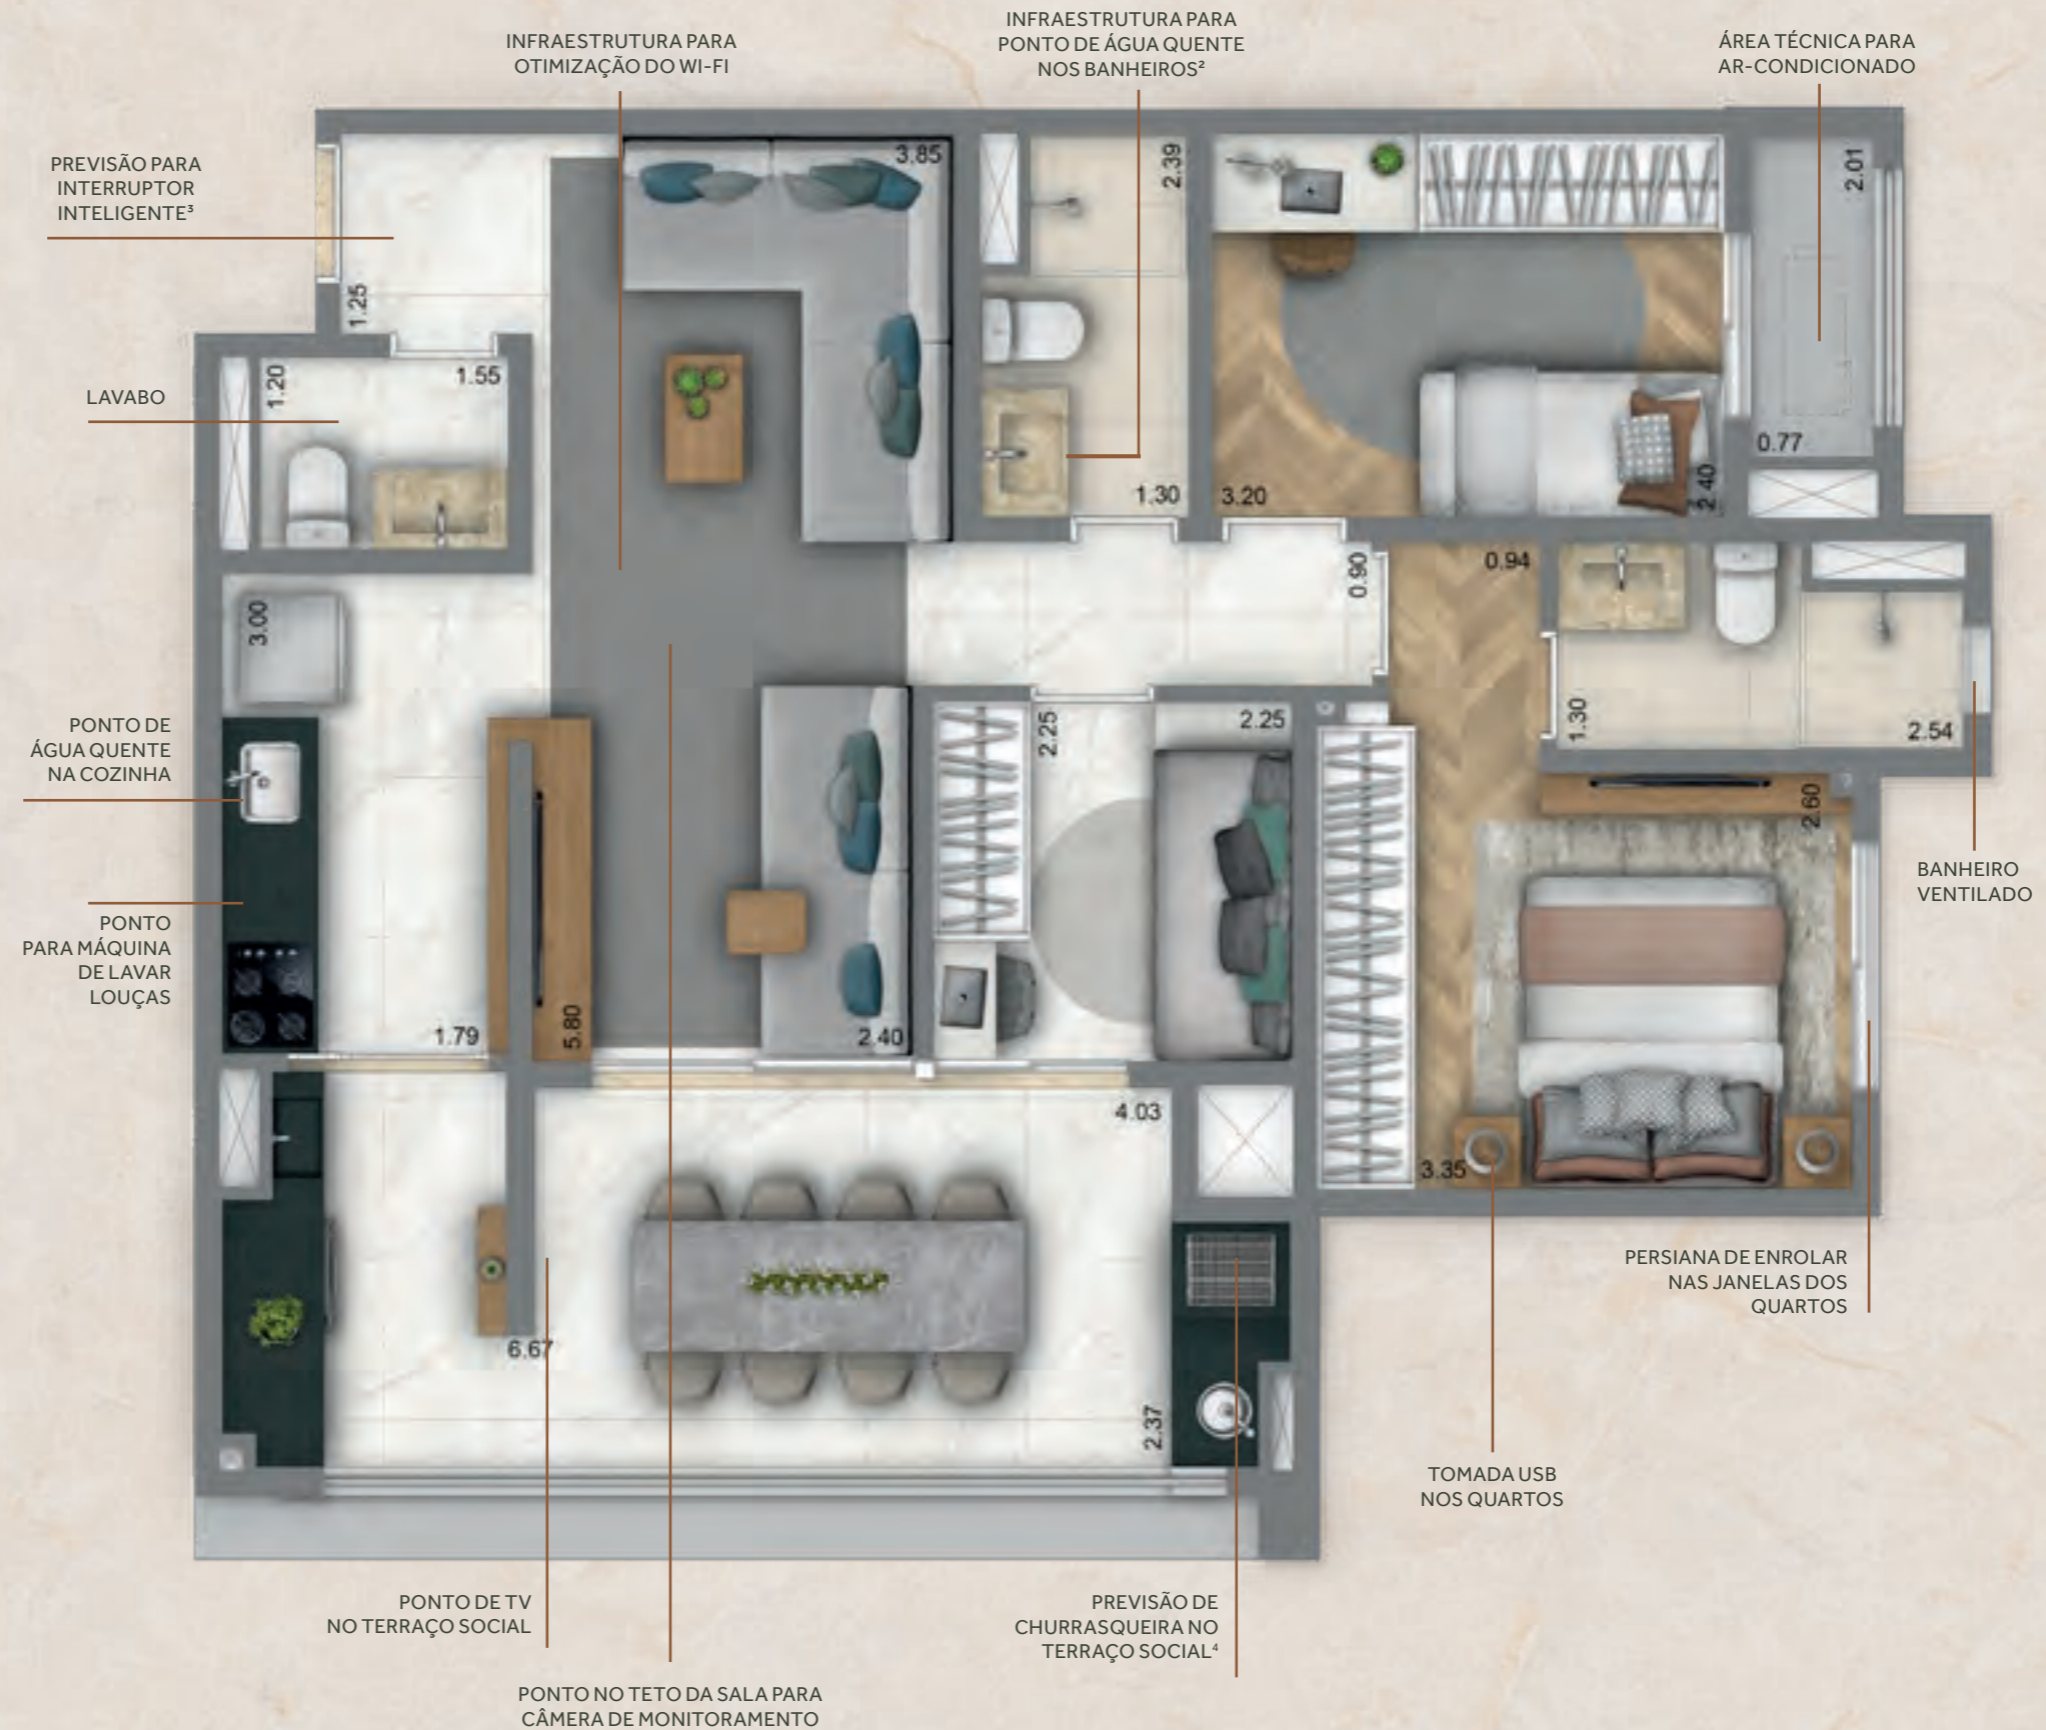 INFRAESTRUTURA PARA
OTIMIZAÇÃO DO WI-FI
INFRAESTRUTURA PARA
PONTO DE ÁGUA QUENTE
NOS BANHEIROS²
ÁREA TÉCNICA PARA
AR-CONDICIONADO
PREVISÃO PARA
INTERRUPTOR
INTELIGENTE³
LAVABO
PONTO DE
ÁGUA QUENTE
NA COZINHA
PONTO
PARA MÁQUINA
DE LAVAR
LOUÇAS
3.85
2.39
2.01
1.25
1.20
1.55
0.77
1.30
3.20
2.40
0.90
0.94
3.00
1.30
2.54
2.25
2.25
2.60
1.79
5.80
2.40
4.03
3.35
6.67
2.37
BANHEIRO
VENTILADO
PERSIANA DE ENROLAR
NAS JANELAS DOS
QUARTOS
TOMADA USB
NOS QUARTOS
PONTO DE TV
NO TERRAÇO SOCIAL
PREVISÃO DE
CHURRASQUEIRA NO
TERRAÇO SOCIAL⁴
PONTO NO TETO DA SALA PARA
CÂMERA DE MONITORAMENTO